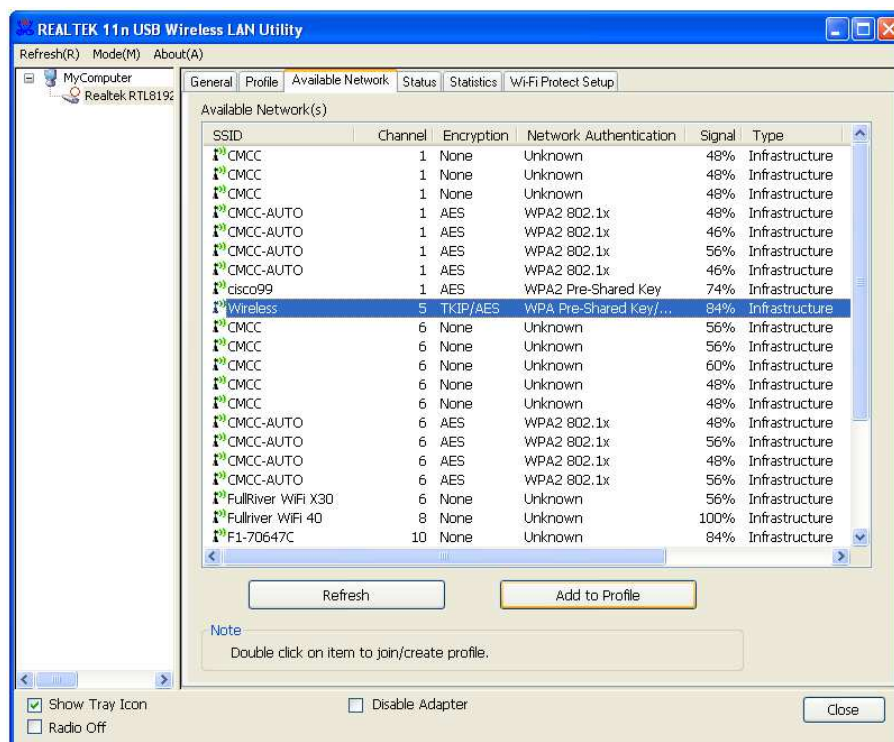 REALTEK 11n USB Wireless LAN Utility
Refresh(R) Mode(M) About(A)
MyComputer
Realtek RTL8192
General Profile Available Network Status Statistics Wi-Fi Protect Setup
Available Network(s)
SSID Channel Encryption Network Authentication Signal Type
CMCC 1 None Unknown 48% Infrastructure
CMCC 1 None Unknown 48% Infrastructure
CMCC 1 None Unknown 48% Infrastructure
CMCC-AUTO 1 AES WPA2 802.1x 48% Infrastructure
CMCC-AUTO 1 AES WPA2 802.1x 46% Infrastructure
CMCC-AUTO 1 AES WPA2 802.1x 56% Infrastructure
CMCC-AUTO 1 AES WPA2 802.1x 46% Infrastructure
cisco99 1 AES WPA2 Pre-Shared Key 74% Infrastructure
Wireless 5 TKIP/AES WPA Pre-Shared Key/... 84% Infrastructure
CMCC 6 None Unknown 56% Infrastructure
CMCC 6 None Unknown 56% Infrastructure
CMCC 6 None Unknown 60% Infrastructure
CMCC 6 None Unknown 48% Infrastructure
CMCC 6 None Unknown 48% Infrastructure
CMCC-AUTO 6 AES WPA2 802.1x 48% Infrastructure
CMCC-AUTO 6 AES WPA2 802.1x 56% Infrastructure
CMCC-AUTO 6 AES WPA2 802.1x 48% Infrastructure
CMCC-AUTO 6 AES WPA2 802.1x 56% Infrastructure
FullRiver WiFi X30 6 None Unknown 56% Infrastructure
Fullriver WiFi 40 8 None Unknown 100% Infrastructure
F1-70647C 10 None Unknown 84% Infrastructure
Refresh Add to Profile
Note
Double click on item to join/create profile.
Show Tray Icon Disable Adapter
Radio Off
Close